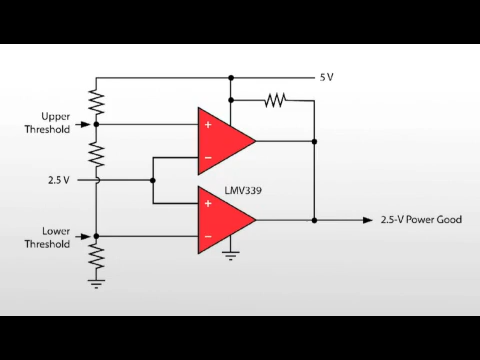 5 V
Upper
Threshold
+
−
2.5 V
LMV339
+
−
2.5-V Power Good
Lower
Threshold